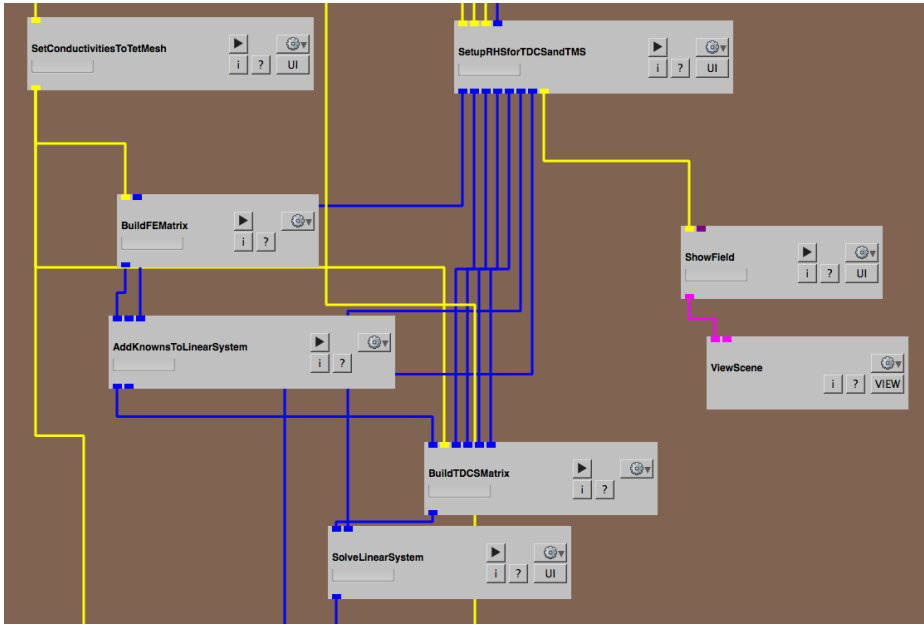 SetConductivitiesToTetMesh
i ? UI
SetupRHSforTDCSandTMS
i ? UI
BuildFEMatrix
i ?
ShowField
i ? UI
AddKnownsToLinearSystem
i ?
ViewScene
i ? VIEW
BuildTDCSMatrix
i ?
SolveLinearSystem
i ? UI